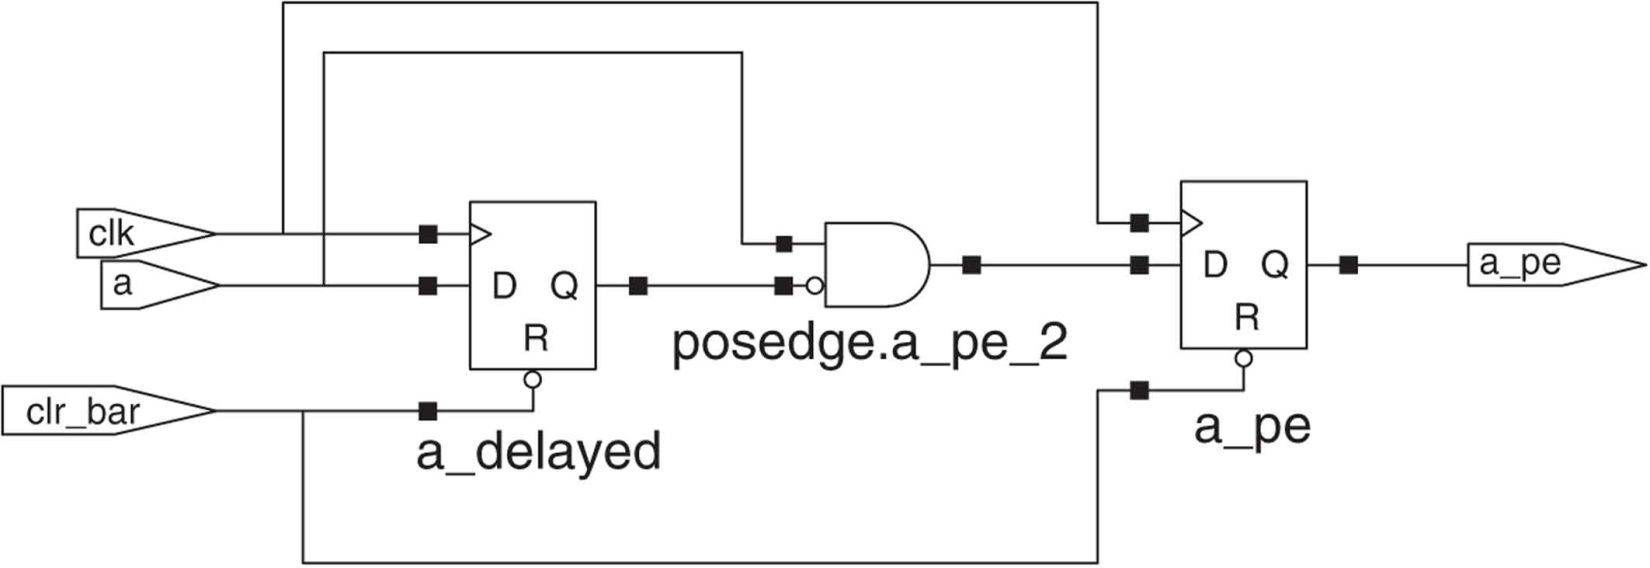 clk
a
D Q
R
clr_bar
a_delayed
posedge.a_pe_2
D Q
R
a_pe
a_pe